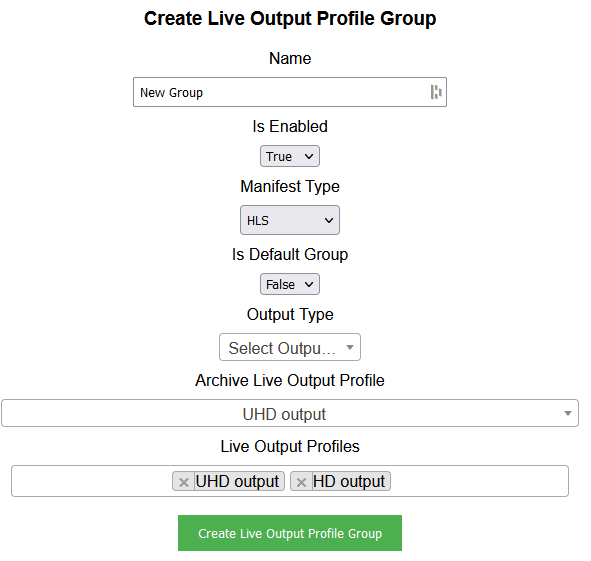 Create Live Output Profile Group
Name
New Group
Is Enabled
True
Manifest Type
HLS
Is Default Group
False
Output Type
Select Outpu...
Archive Live Output Profile
UHD output
Live Output Profiles
× UHD output × HD output
Create Live Output Profile Group